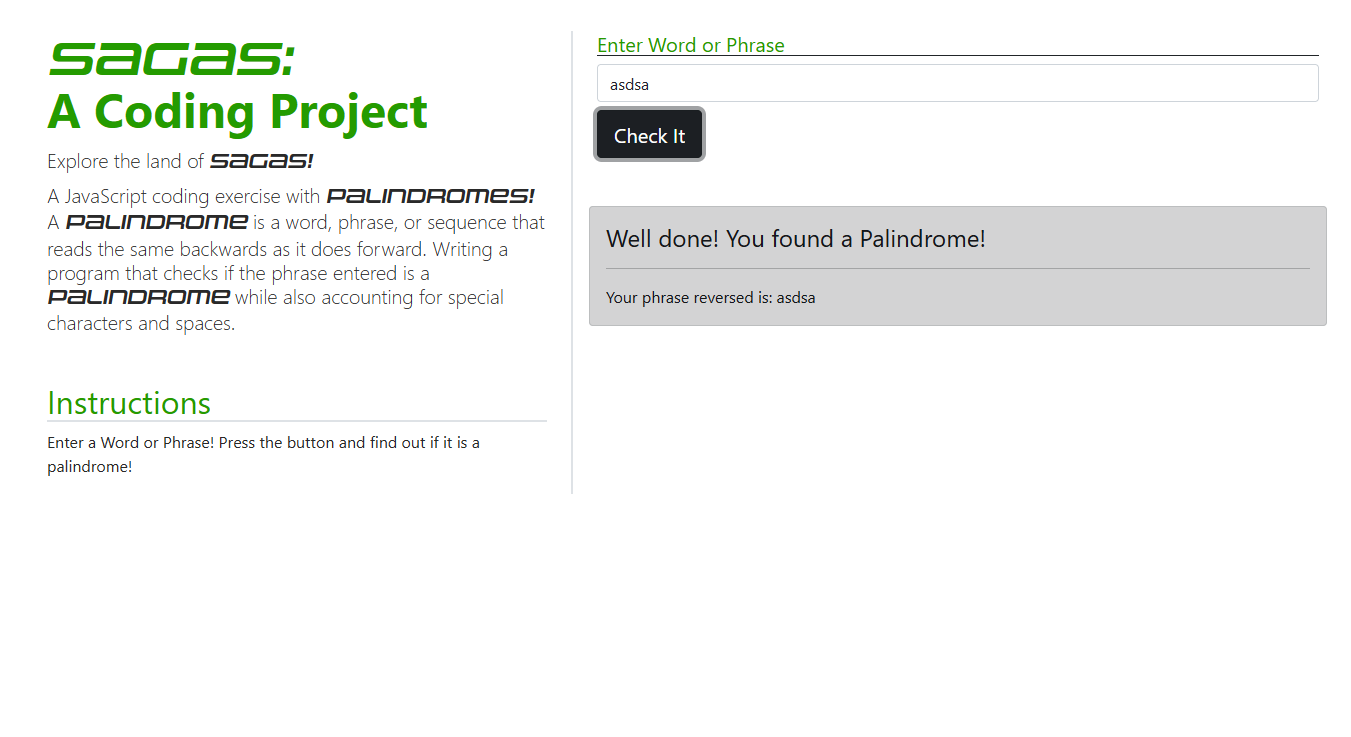 SAGAS:
A Coding Project
Explore the land of SAGAS!
A JavaScript coding exercise with PALINDROMES!
A PALINDROME is a word, phrase, or sequence that
reads the same backwards as it does forward. Writing a
program that checks if the phrase entered is a
PALINDROME while also accounting for special
characters and spaces.
Instructions
Enter a Word or Phrase! Press the button and find out if it is a
palindrome!
Enter Word or Phrase
asdsa
Check It
Well done! You found a Palindrome!
Your phrase reversed is: asdsa